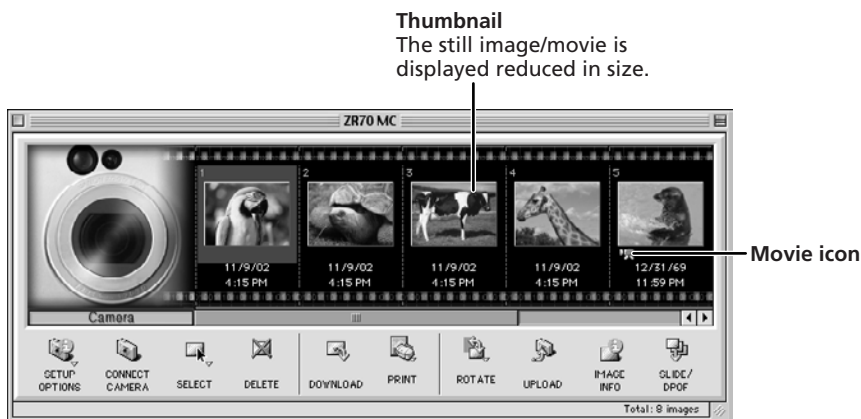 Thumbnail
The still image/movie is
displayed reduced in size.
ZR70 MC
1
2
3
4
5
Movie icon
11/9/02
4:15 PM
11/9/02
4:15 PM
11/9/02
4:15 PM
11/9/02
4:15 PM
12/31/69
11:59 PM
Camera
SETUP
OPTIONS
CONNECT
CAMERA
SELECT
DELETE
DOWNLOAD
PRINT
ROTATE
UPLOAD
IMAGE
INFO
SLIDE/
DPOF
Total: 8 images